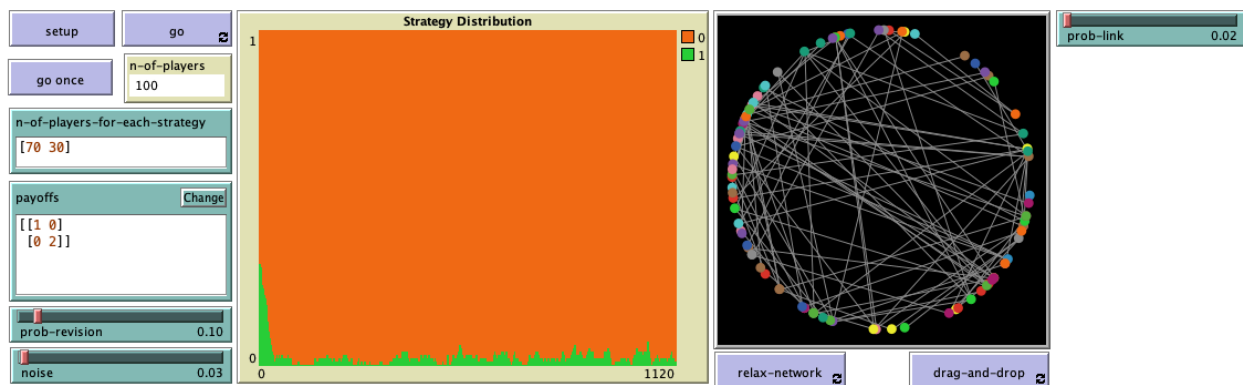 setup
go
go once
n-of-players
100
n-of-players-for-each-strategy
[70 30]
payoffs
Change
[[1 0]
[0 2]]
prob-revision
0.10
noise
0.03
Strategy Distribution
1
0
0
1120
0
1
relax-network
drag-and-drop
prob-link
0.02